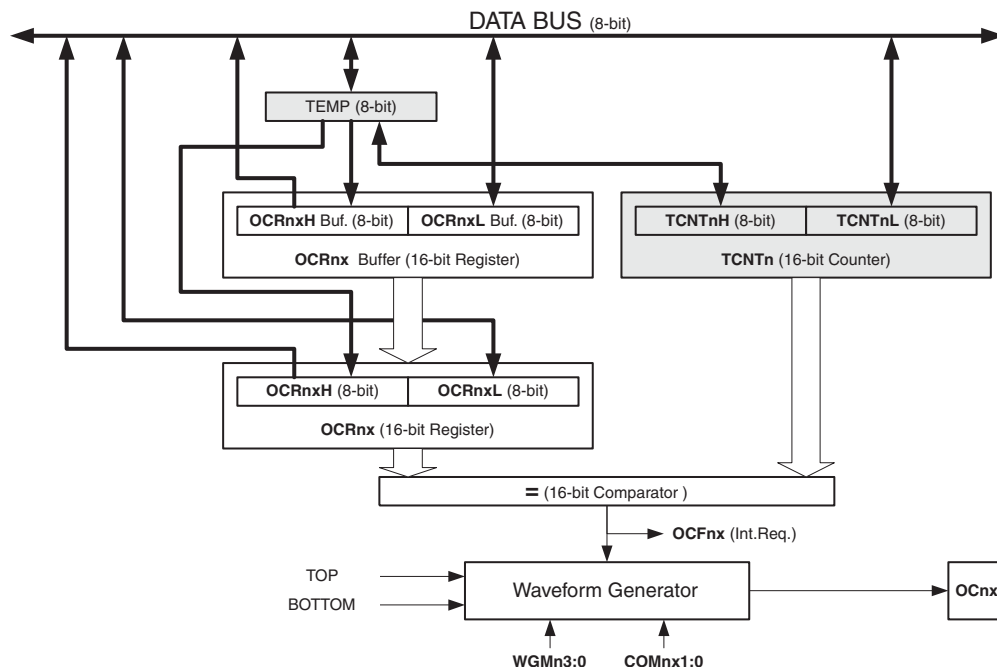 DATA BUS (8-bit)
TEMP (8-bit)
OCRnxH Buf. (8-bit) OCRnxL Buf. (8-bit)
OCRnx Buffer (16-bit Register)
TCNTnH (8-bit) TCNTnL (8-bit)
TCNTn (16-bit Counter)
OCRnxH (8-bit) OCRnxL (8-bit)
OCRnx (16-bit Register)
= (16-bit Comparator )
OCFnx (Int.Req.)
TOP
BOTTOM
Waveform Generator
OCnx
WGMn3:0 COMnx1:0